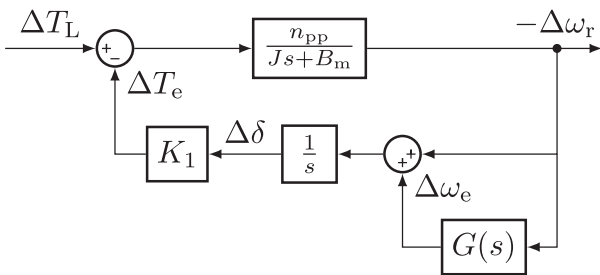 ΔT_L
+
−
n_pp
Js+B_m
−Δω_r
ΔT_e
K_1
Δδ
1
s
+
+
Δω_e
G(s)